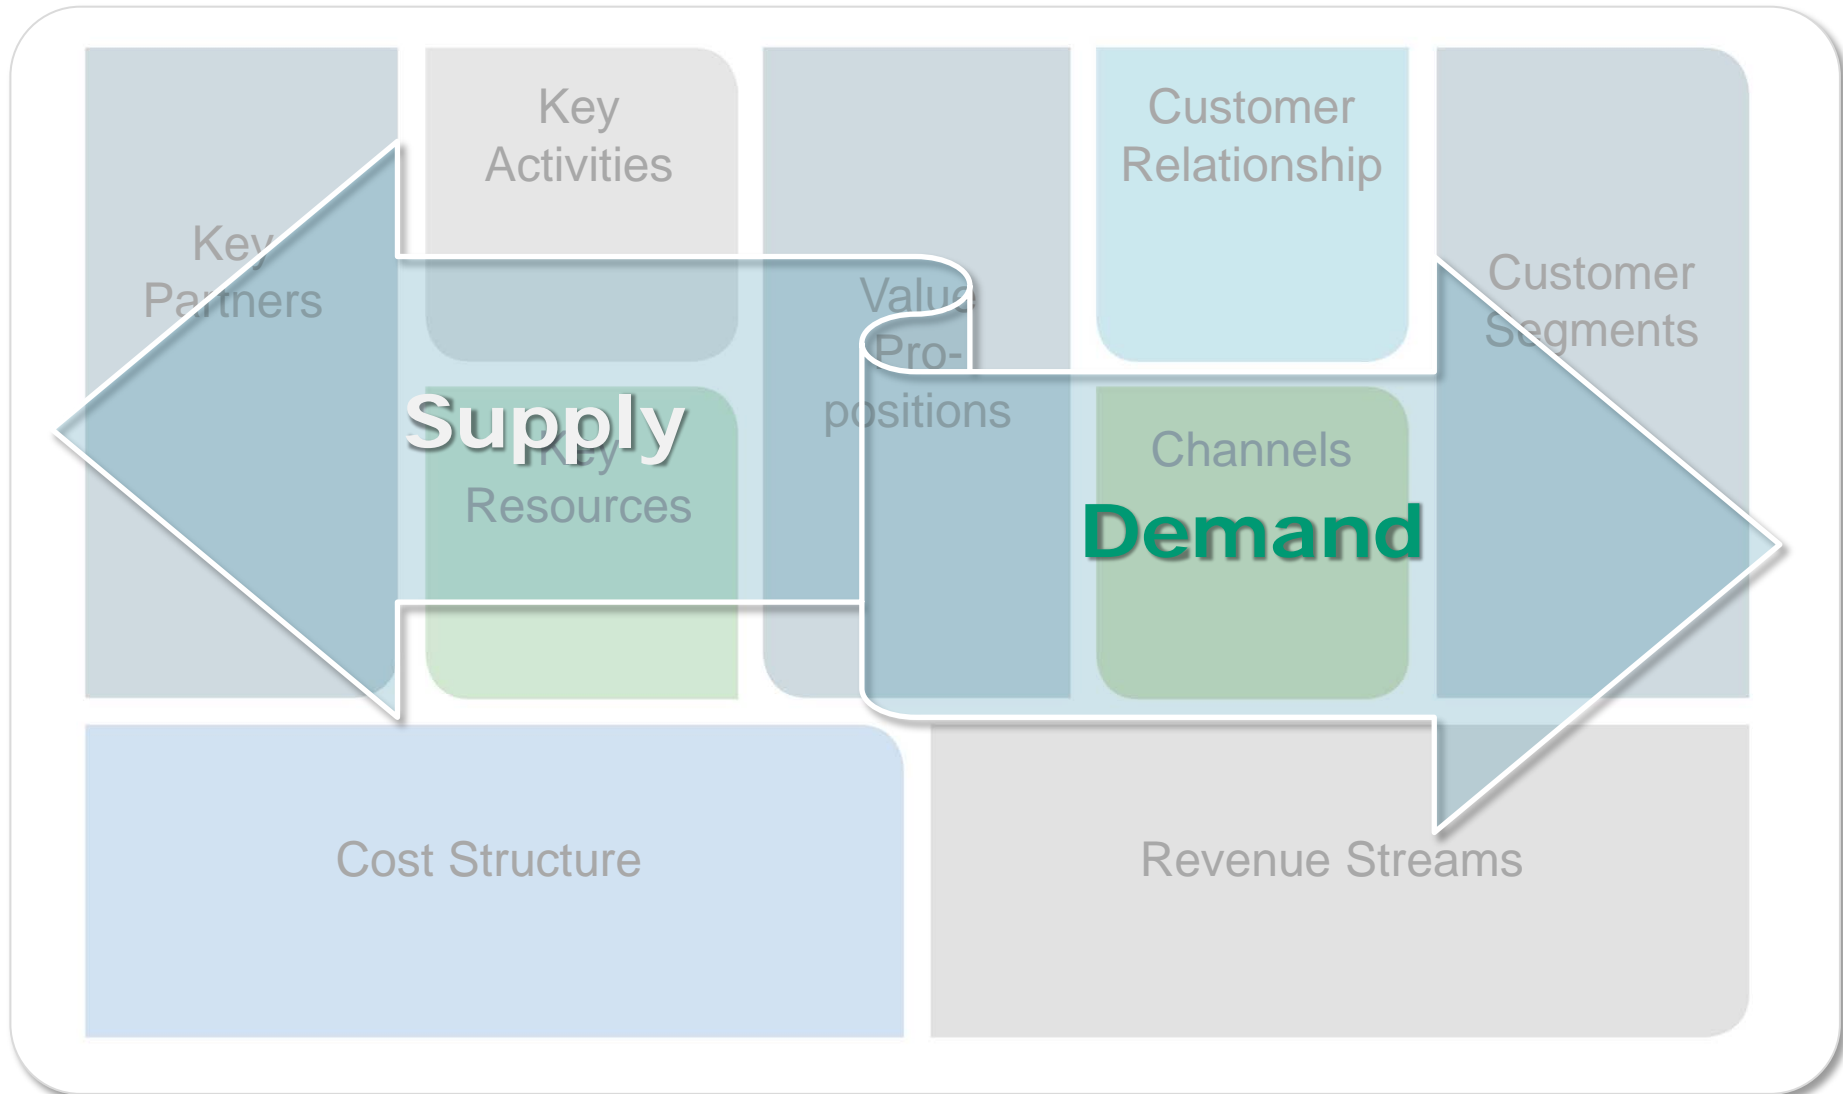 Key
Partners
Key
Activities
Key
Resources
Value
Pro-
positions
Customer
Relationship
Channels
Customer
Segments
Supply
Demand
Cost Structure
Revenue Streams